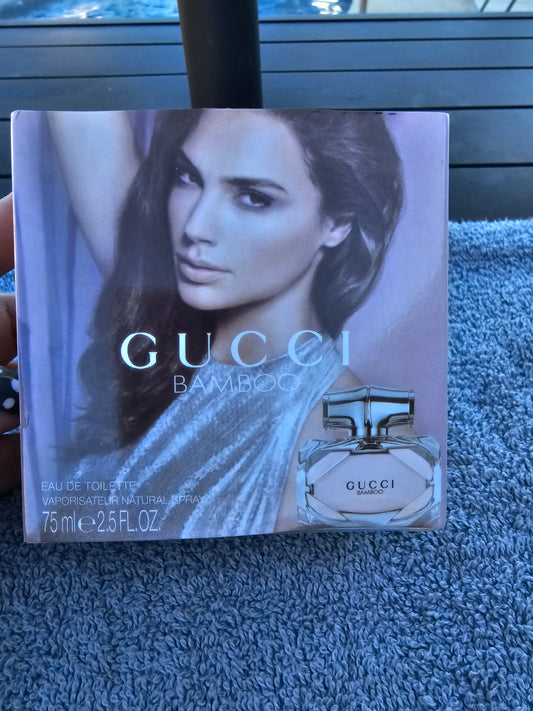 GUCCI
BAMBOO
GUCCI
BAMBOO
EAU DE TOILETTE
VAPORISATEUR NATURAL SPRAY
75 ml e 2.5 FL.OZ.